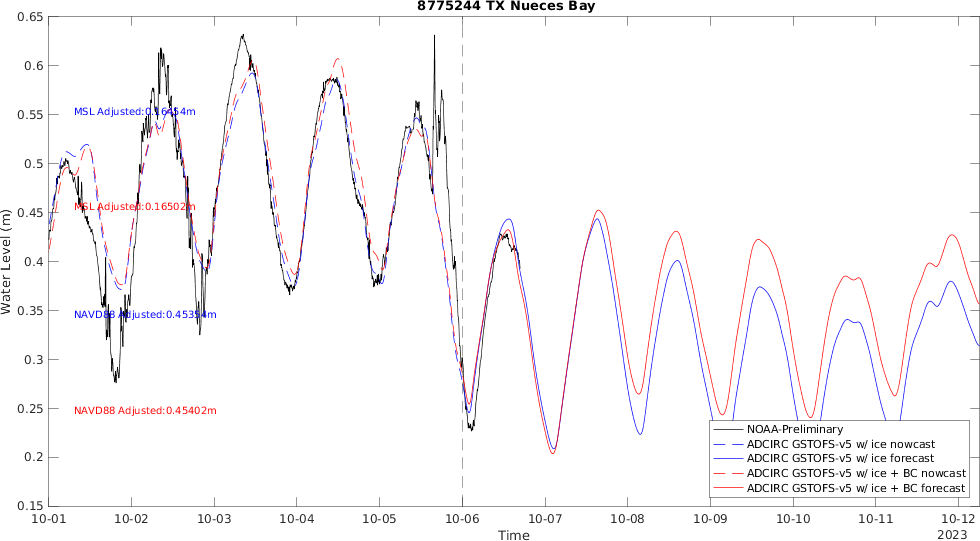 8775244 TX Nueces Bay
Water Level (m)
0.65
0.6
0.55
0.5
0.45
0.4
0.35
0.3
0.25
0.2
0.15
MSL Adjusted:0.16454m
MSL Adjusted:0.16502m
NAVD88 Adjusted:0.45354m
NAVD88 Adjusted:0.45402m
NOAA-Preliminary
ADCIRC GSTOFS-v5 w/ ice nowcast
ADCIRC GSTOFS-v5 w/ ice forecast
ADCIRC GSTOFS-v5 w/ ice + BC nowcast
ADCIRC GSTOFS-v5 w/ ice + BC forecast
10-01 10-02 10-03 10-04 10-05 10-06 10-07 10-08 10-09 10-10 10-11 10-12
Time
2023